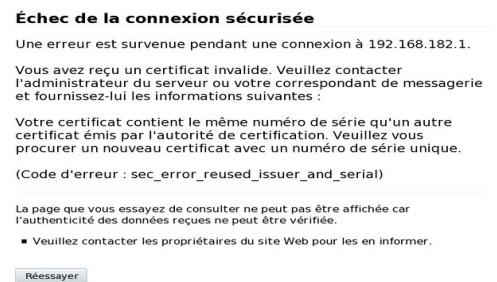 Échec de la connexion sécurisée
Une erreur est survenue pendant une connexion à 192.168.182.1.
Vous avez reçu un certificat invalide. Veuillez contacter
l'administrateur du serveur ou votre correspondant de messagerie
et fournissez-lui les informations suivantes :
Votre certificat contient le même numéro de série qu'un autre
certificat émis par l'autorité de certification. Veuillez vous
procurer un nouveau certificat avec un numéro de série unique.
(Code d'erreur : sec_error_reused_issuer_and_serial)
La page que vous essayez de consulter ne peut pas être affichée car
l'authenticité des données reçues ne peut être vérifiée.
▪ Veuillez contacter les propriétaires du site Web pour les en informer.
Réessayer